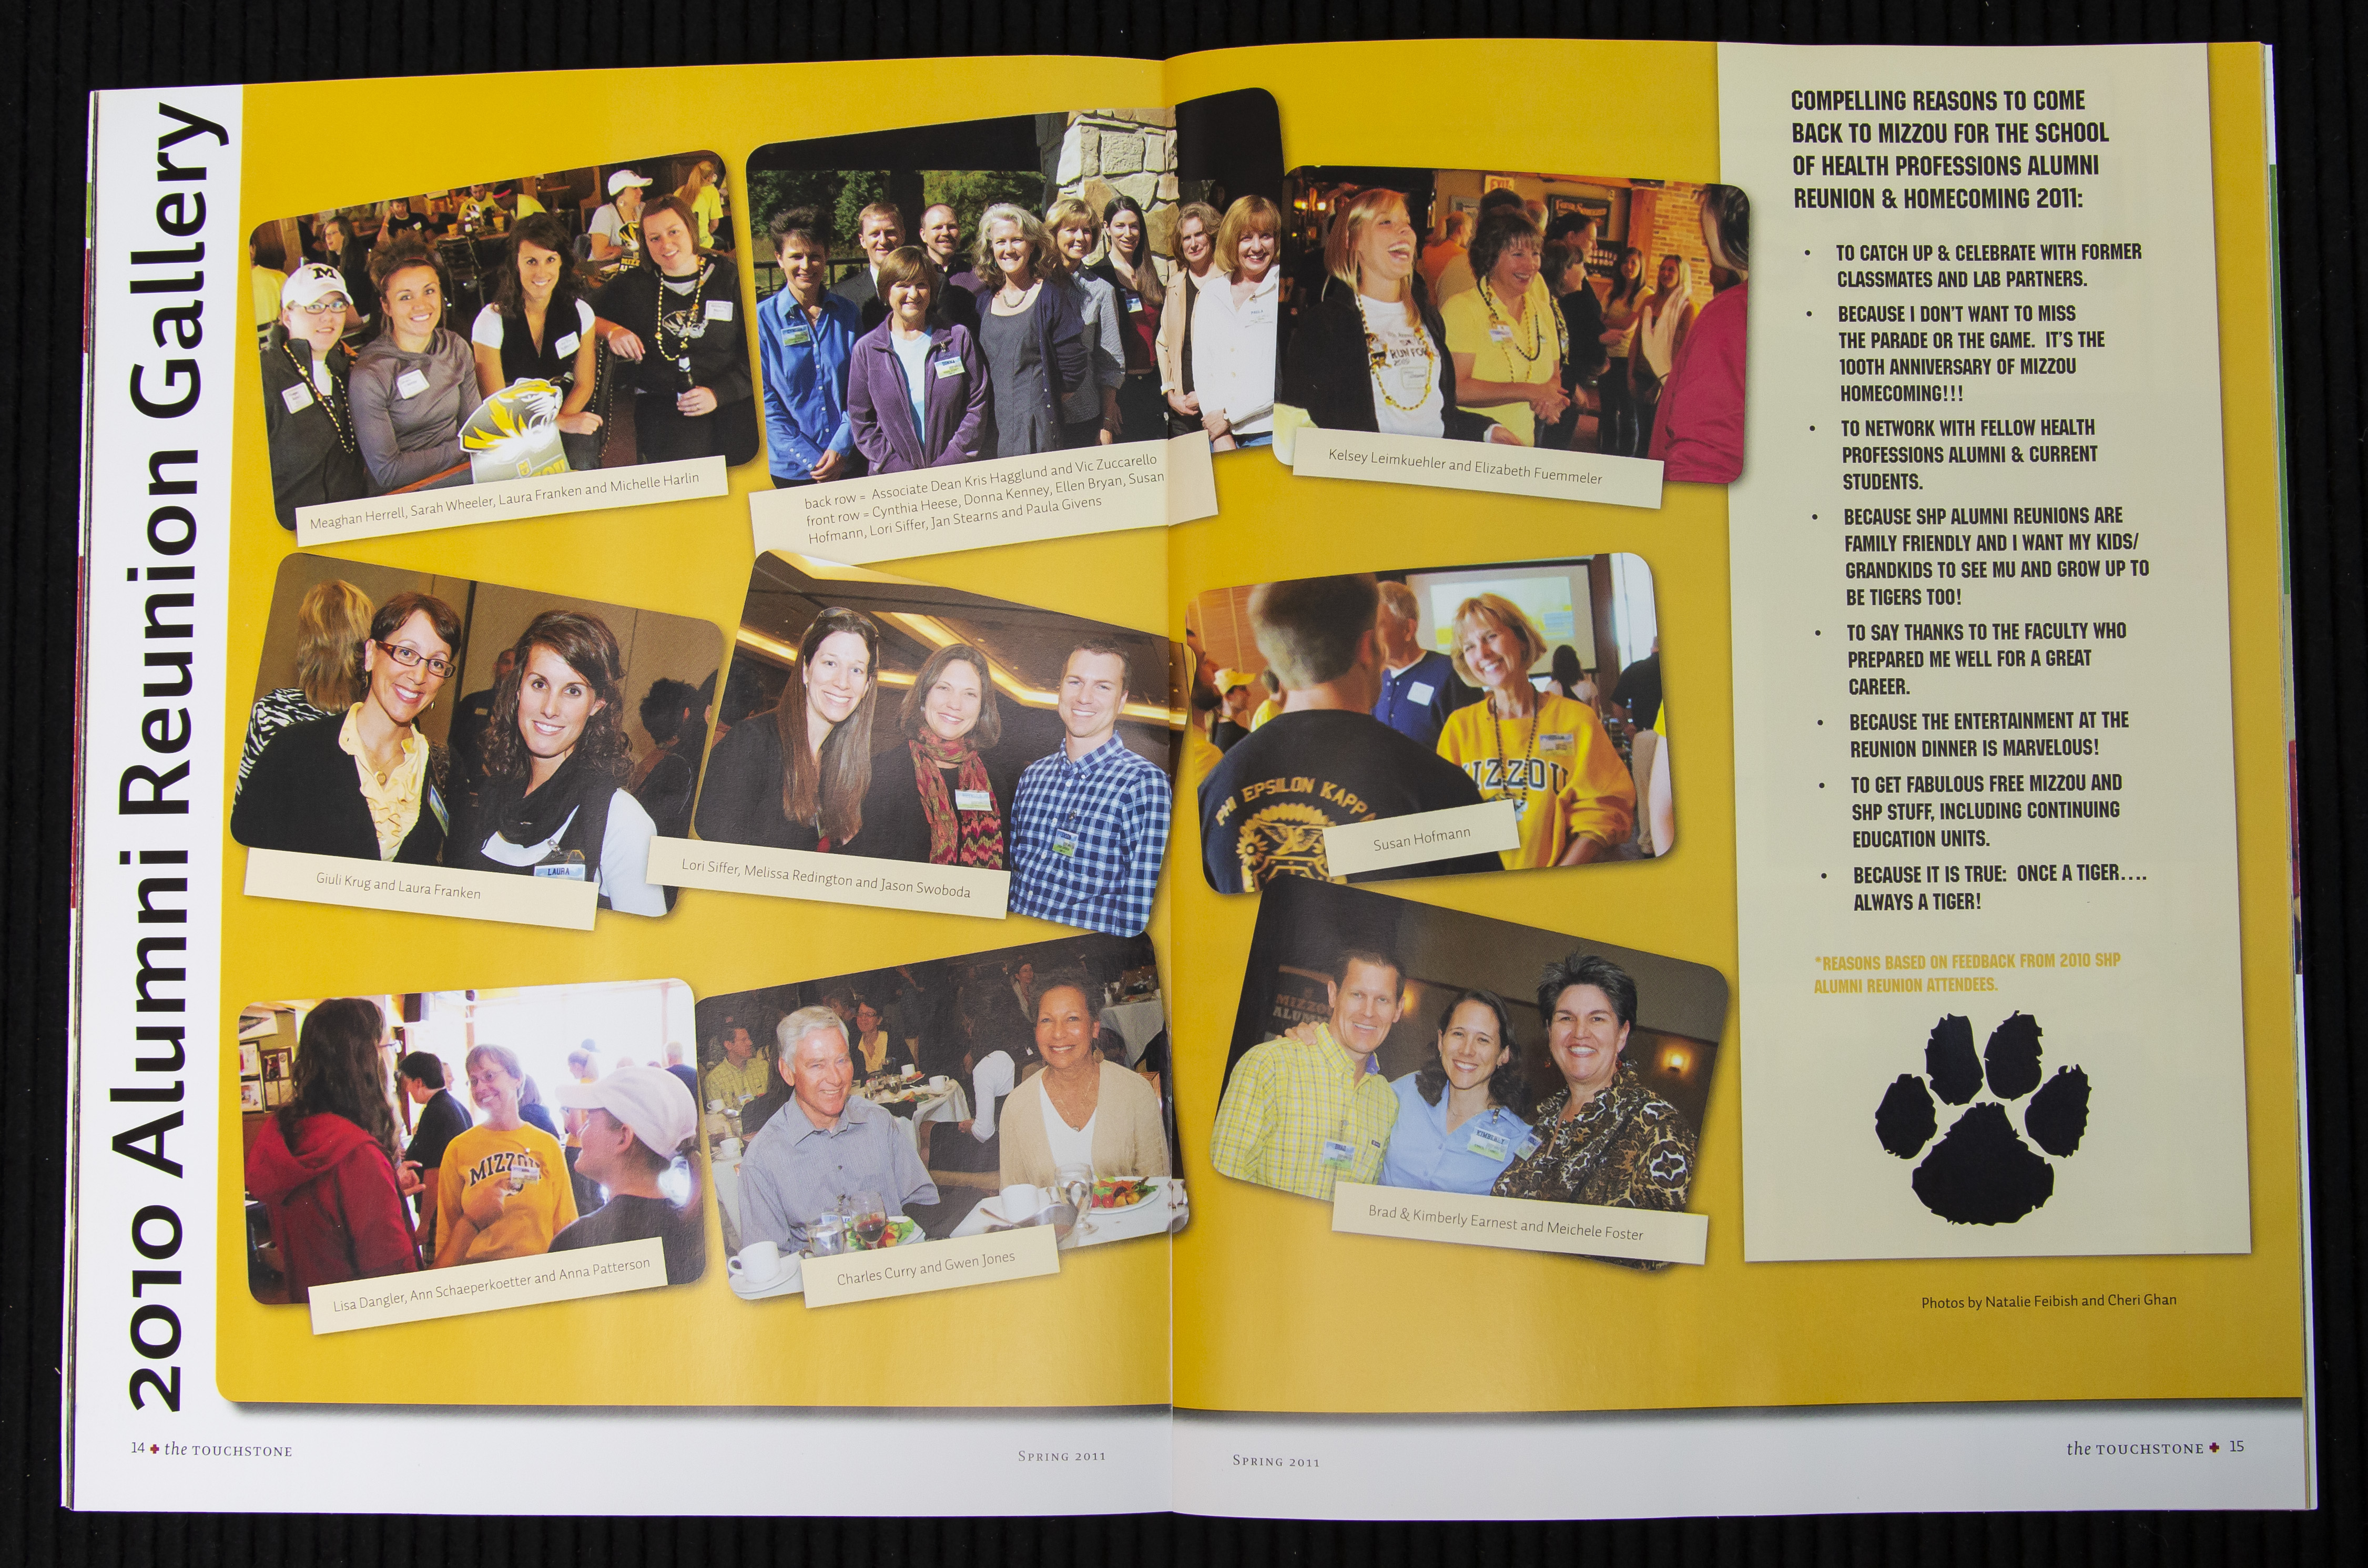 2010 Alumni Reunion Gallery
Meaghan Herrell, Sarah Wheeler, Laura Franken and Michelle Harlin
back row = Associate Dean Kris Hagglund and Vic Zuccarello
front row = Cynthia Heese, Donna Kenney, Ellen Bryan, Susan
Hofmann, Lori Siffer, Jan Stearns and Paula Givens
Kelsey Leimkuehler and Elizabeth Fuemmeler
RUN FOR
EXIT
M
LAURA
Giuli Krug and Laura Franken
Lori Siffer, Melissa Redington and Jason Swoboda
PHI EPSILON KAPPA
MIZZOU
Susan Hofmann
MIZZOU
Lisa Dangler, Ann Schaeperkoetter and Anna Patterson
Charles Curry and Gwen Jones
MIZZOU
ALUMNI
Brad & Kimberly Earnest and Meichele Foster
COMPELLING REASONS TO COME
BACK TO MIZZOU FOR THE SCHOOL
OF HEALTH PROFESSIONS ALUMNI
REUNION & HOMECOMING 2011:
• TO CATCH UP & CELEBRATE WITH FORMER
CLASSMATES AND LAB PARTNERS.
• BECAUSE I DON'T WANT TO MISS
THE PARADE OR THE GAME. IT'S THE
100TH ANNIVERSARY OF MIZZOU
HOMECOMING!!!
• TO NETWORK WITH FELLOW HEALTH
PROFESSIONS ALUMNI & CURRENT
STUDENTS.
• BECAUSE SHP ALUMNI REUNIONS ARE
FAMILY FRIENDLY AND I WANT MY KIDS/
GRANDKIDS TO SEE MU AND GROW UP TO
BE TIGERS TOO!
• TO SAY THANKS TO THE FACULTY WHO
PREPARED ME WELL FOR A GREAT
CAREER.
• BECAUSE THE ENTERTAINMENT AT THE
REUNION DINNER IS MARVELOUS!
• TO GET FABULOUS FREE MIZZOU AND
SHP STUFF, INCLUDING CONTINUING
EDUCATION UNITS.
• BECAUSE IT IS TRUE: ONCE A TIGER....
ALWAYS A TIGER!
*REASONS BASED ON FEEDBACK FROM 2010 SHP
ALUMNI REUNION ATTENDEES.
Photos by Natalie Feibish and Cheri Ghan
14 the TOUCHSTONE
SPRING 2011
SPRING 2011
the TOUCHSTONE 15